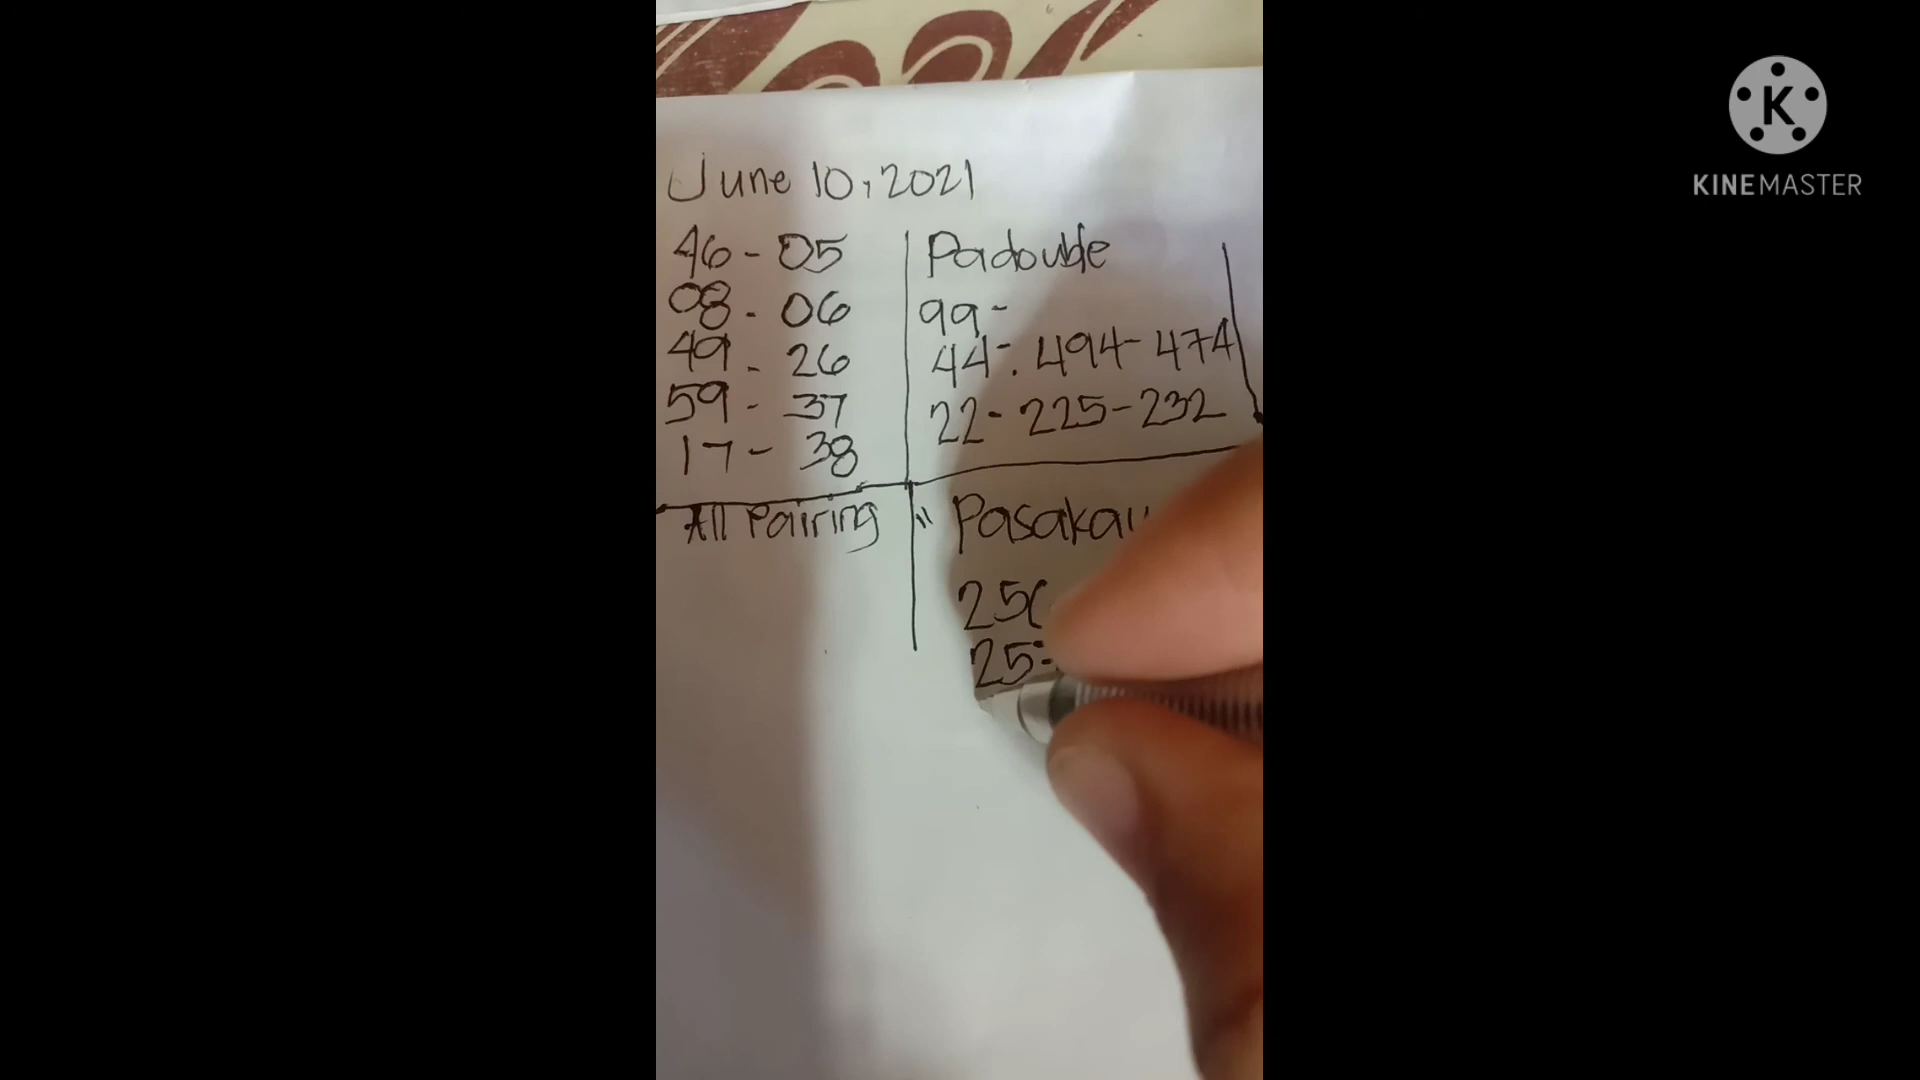 June 10, 2021
46 - 05
08 - 06
49 - 26
59 - 37
17 - 38
All Pairing
Padouble
99 -
44 - 494 - 474
22 - 225 - 232
" Pasakay
25
25 -
K
KINEMASTER